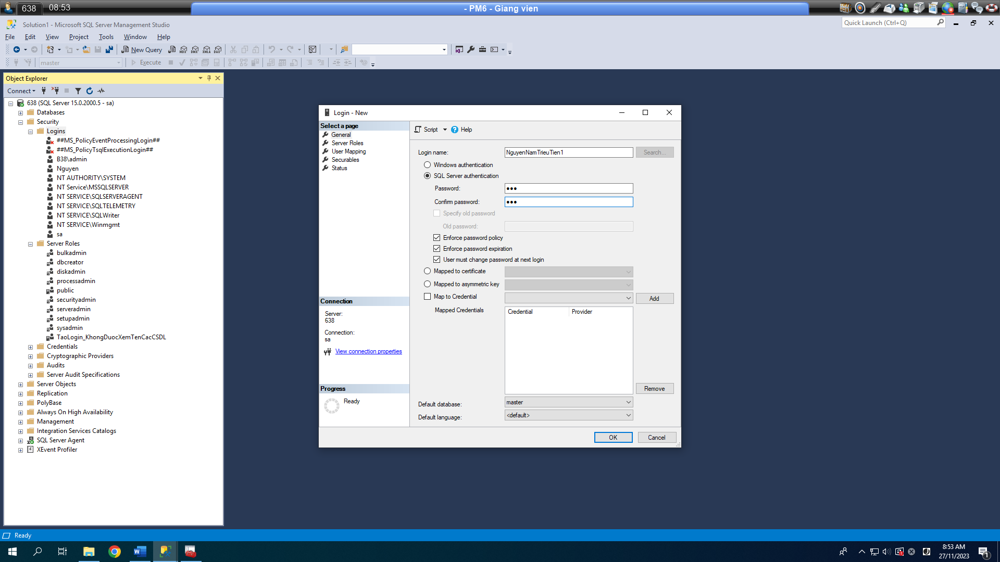 638
08:53
- PM6 - Giang vien
Solution1 - Microsoft SQL Server Management Studio
Quick Launch (Ctrl+Q)
File Edit View Project Tools Window Help
New Query
MDX DMX XMLA DAX
master
Execute
Object Explorer
Connect
638 (SQL Server 15.0.2000.5 - sa)
Databases
Security
Logins
##MS_PolicyEventProcessingLogin##
##MS_PolicyTsqlExecutionLogin##
B38\admin
Nguyen
NT AUTHORITY\SYSTEM
NT Service\MSSQLSERVER
NT SERVICE\SQLSERVERAGENT
NT SERVICE\SQLTELEMETRY
NT SERVICE\SQLWriter
NT SERVICE\Winmgmt
sa
Server Roles
bulkadmin
dbcreator
diskadmin
processadmin
public
securityadmin
serveradmin
setupadmin
sysadmin
TaoLogin_KhongDuocXemTenCacCSDL
Credentials
Cryptographic Providers
Audits
Server Audit Specifications
Server Objects
Replication
PolyBase
Always On High Availability
Management
Integration Services Catalogs
SQL Server Agent
XEvent Profiler
Login - New
Select a page
General
Server Roles
User Mapping
Securables
Status
Connection
Server:
638
Connection:
sa
View connection properties
Progress
Ready
Script
Help
Login name:
NguyenNamTrieuTien1
Search...
Windows authentication
SQL Server authentication
Password:
Confirm password:
Specify old password
Old password:
Enforce password policy
Enforce password expiration
User must change password at next login
Mapped to certificate
Mapped to asymmetric key
Map to Credential
Add
Mapped Credentials
Credential Provider
Remove
Default database:
master
Default language:
<default>
OK
Cancel
Ready
8:53 AM
27/11/2023
1